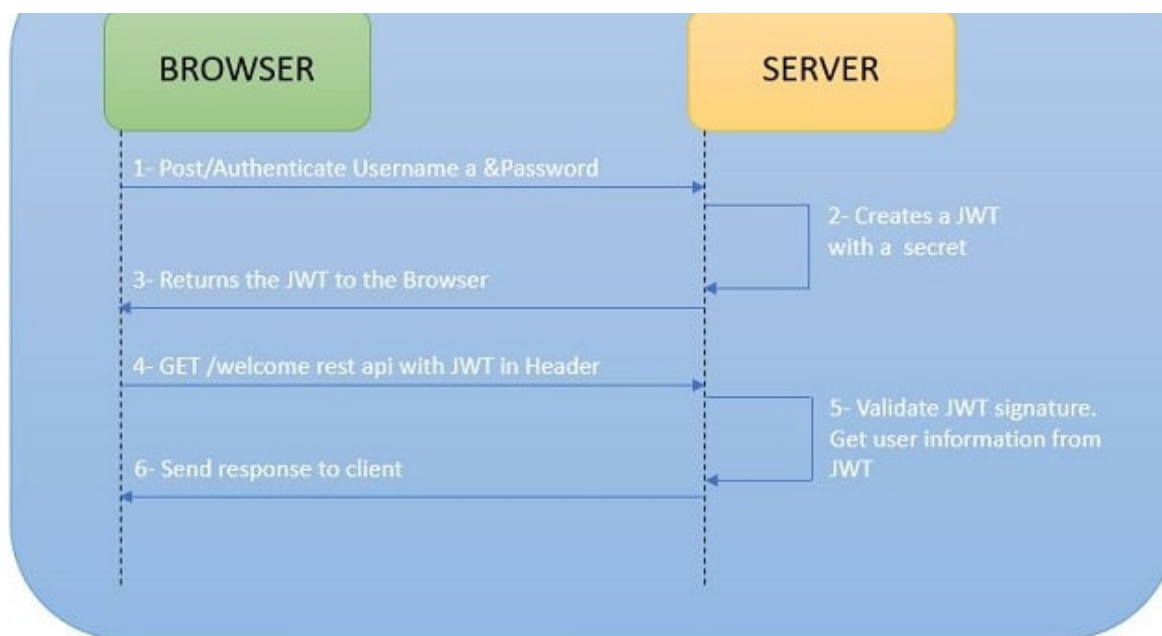 BROWSER
SERVER
1- Post/Authenticate Username a &Password
2- Creates a JWT
with a secret
3- Returns the JWT to the Browser
4- GET /welcome rest api with JWT in Header
5- Validate JWT signature.
Get user information from
JWT
6- Send response to client